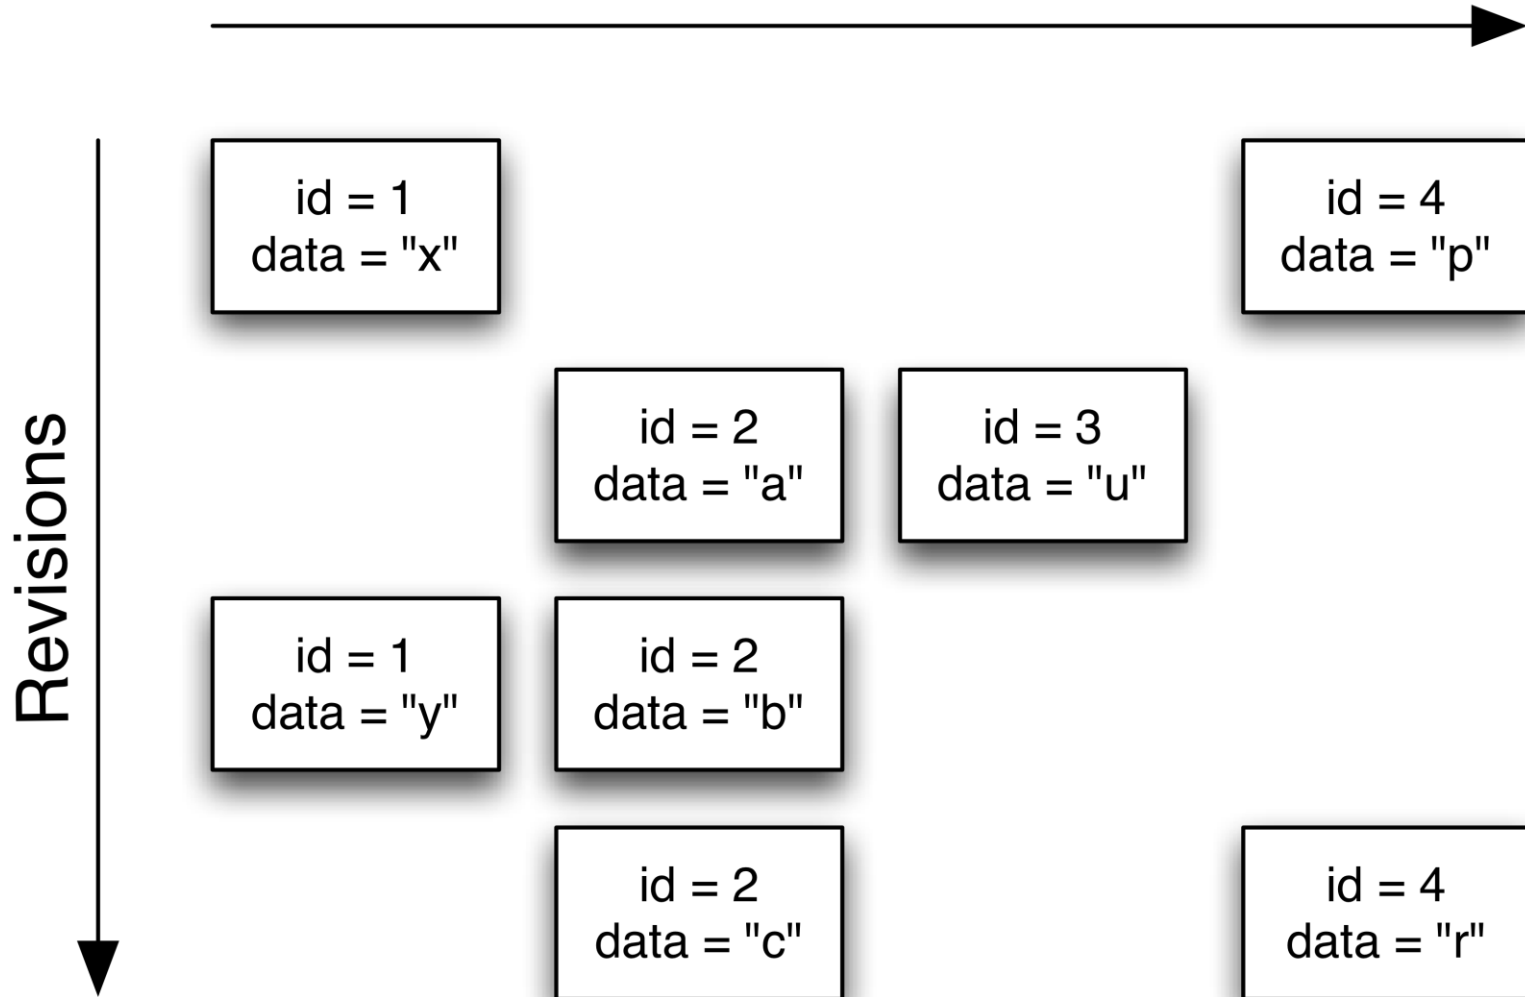 Revisions
id = 1
data = "x"
id = 4
data = "p"
id = 2
data = "a"
id = 3
data = "u"
id = 1
data = "y"
id = 2
data = "b"
id = 2
data = "c"
id = 4
data = "r"